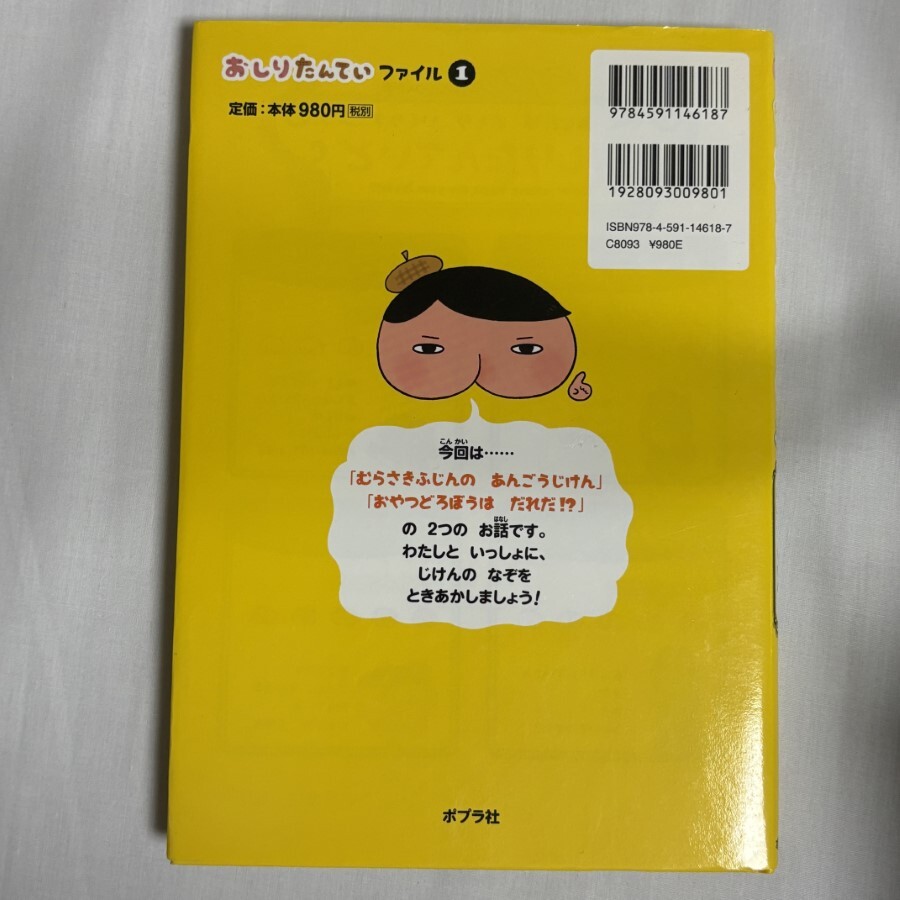 おしりたんてい ファイル 1
定価：本体980円 税別
9784591146187
1928093009801
ISBN978-4-591-14618-7
C8093 ¥980E
こん かい
今回は……
「むらさきふじんの あんごうじけん」
「おやつどろぼうは だれだ!?」
はなし
の 2つの お話です。
わたしと いっしょに、
じけんの なぞを
ときあかしましょう!
ポプラ社